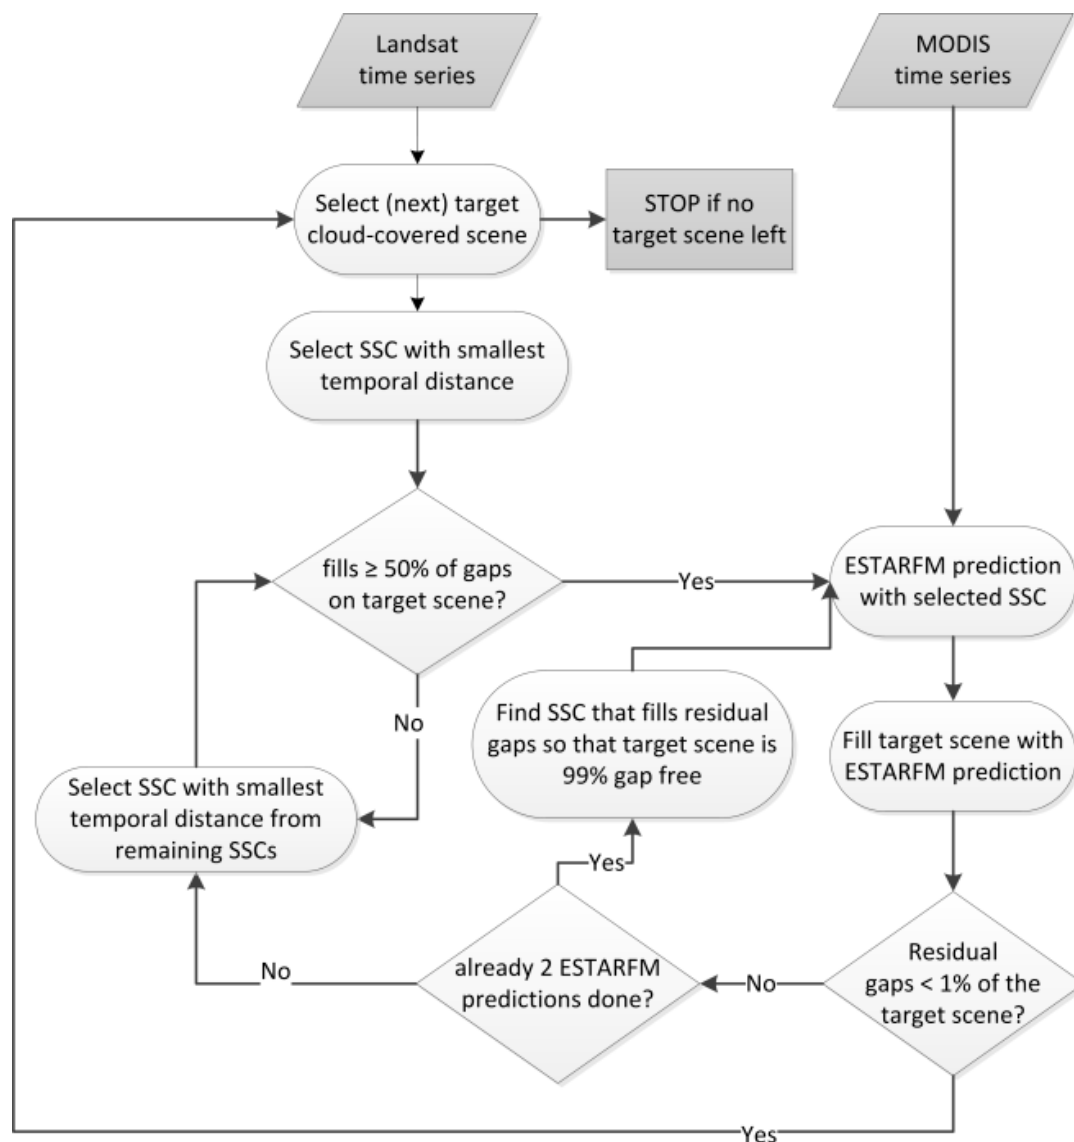 Landsat
time series
MODIS
time series
Select (next) target
cloud-covered scene
STOP if no
target scene left
Select SSC with smallest
temporal distance
fills ≥ 50% of gaps
on target scene?
Yes
ESTARFM prediction
with selected SSC
No
Find SSC that fills residual
gaps so that target scene is
99% gap free
Fill target scene with
ESTARFM prediction
Select SSC with smallest
temporal distance from
remaining SSCs
Yes
already 2 ESTARFM
predictions done?
No
No
Residual
gaps < 1% of the
target scene?
Yes